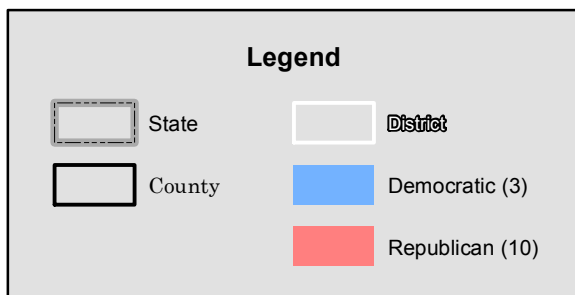 Legend
State
District
County
Democratic (3)
Republican (10)